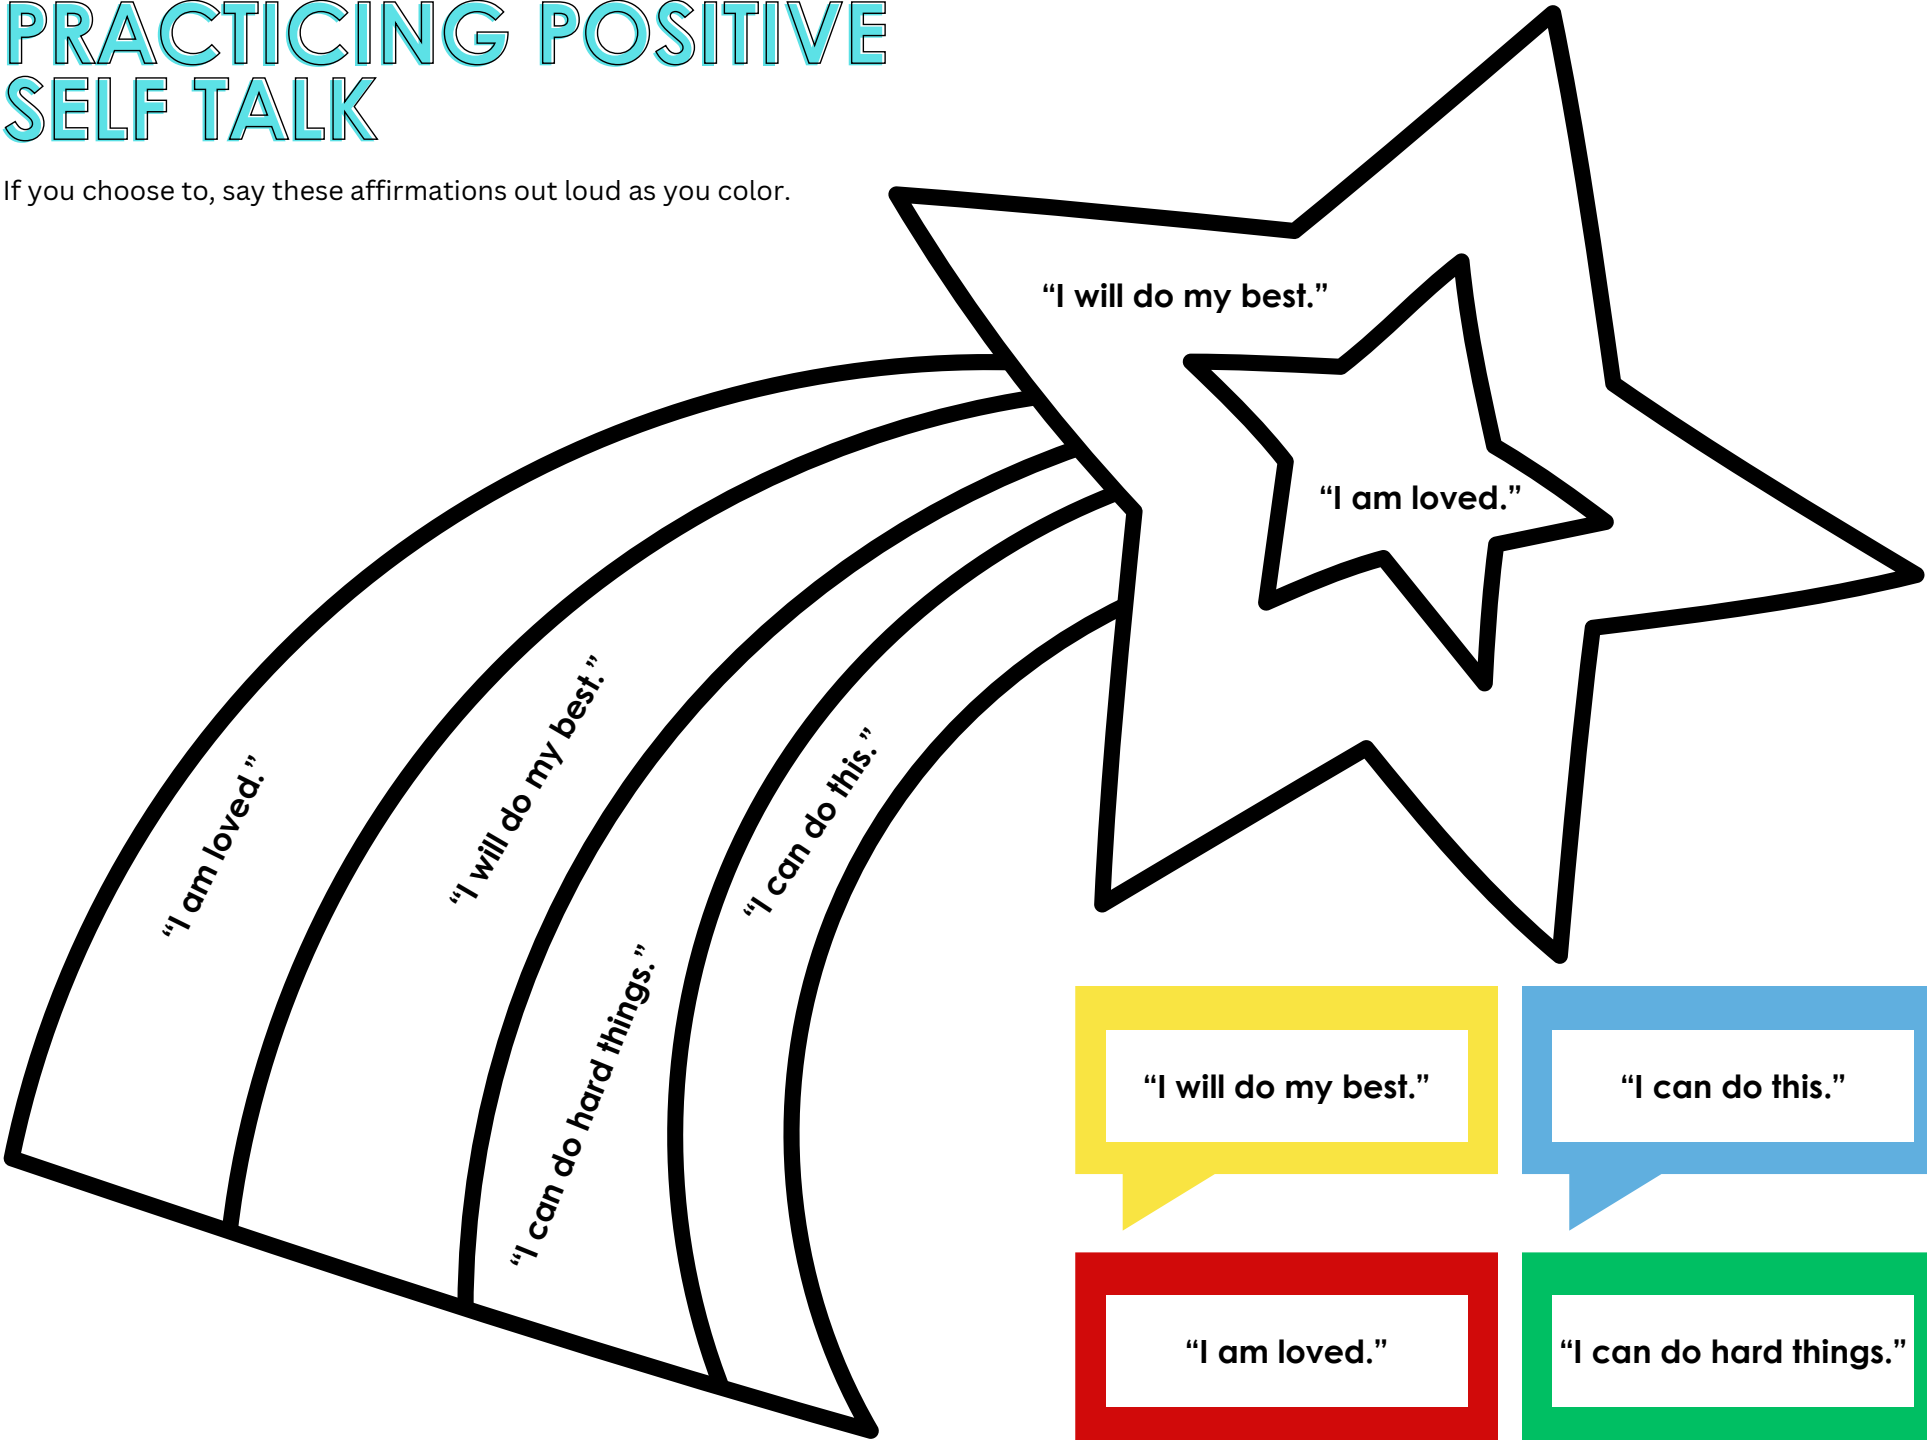 PRACTICING POSITIVE
SELF TALK
If you choose to, say these affirmations out loud as you color.
“I will do my best.”
“I am loved.”
“I am loved.”
“I will do my best.”
“I can do hard things.”
“I can do this.”
“I will do my best.”
“I can do this.”
“I am loved.”
“I can do hard things.”